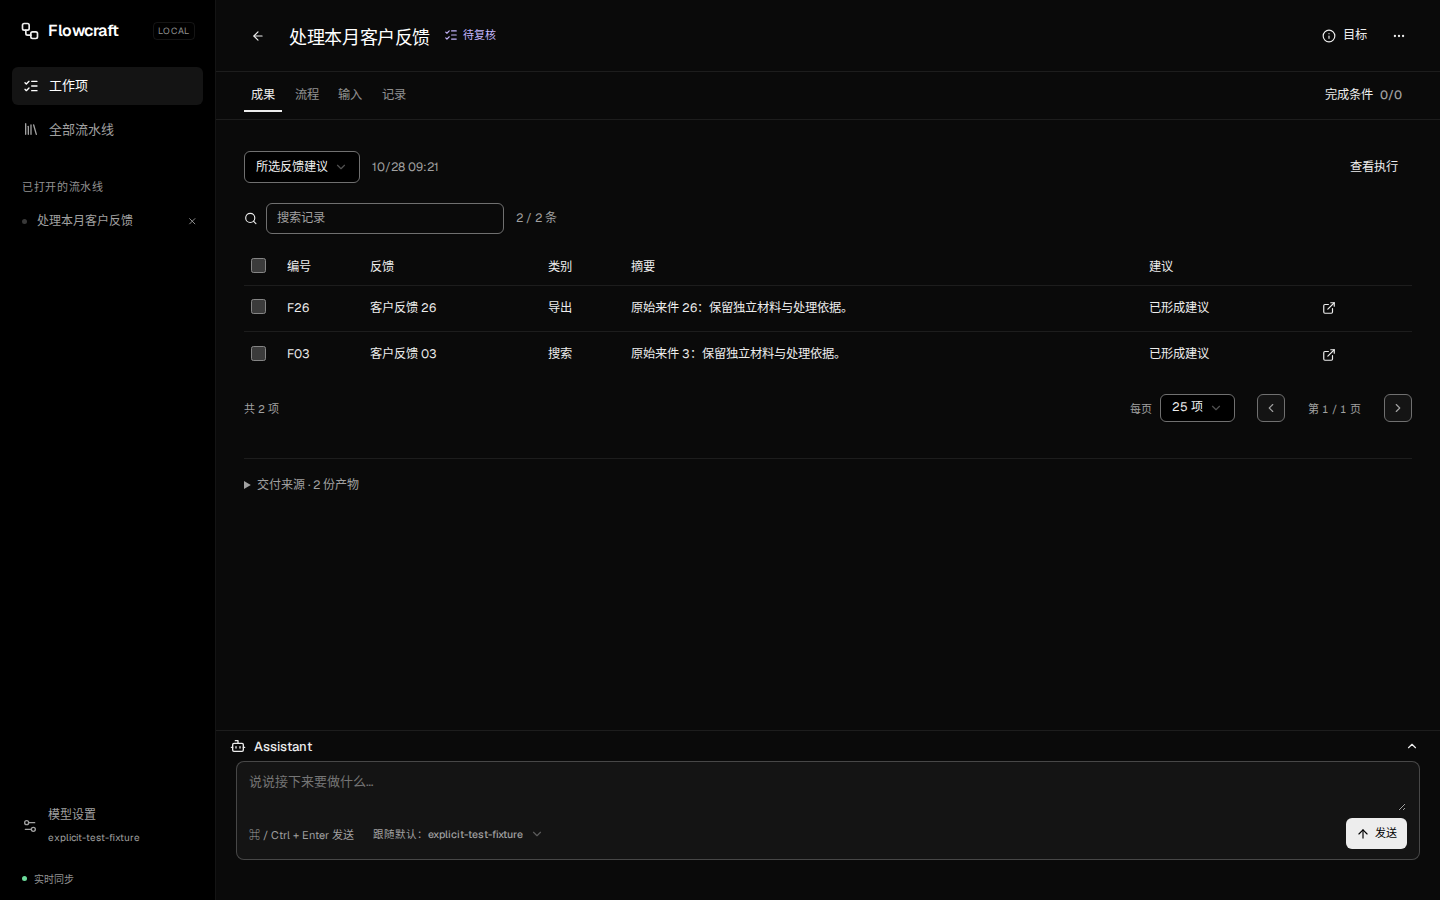 Flowcraft LOCAL
工作项
全部流水线
已打开的流水线
处理本月客户反馈
模型设置
explicit-test-fixture
实时同步
处理本月客户反馈 待复核 目标
成果 流程 输入 记录 完成条件 0/0
所选反馈建议 10/28 09:21 查看执行
搜索记录 2 / 2 条
编号 反馈 类别 摘要 建议
F26 客户反馈 26 导出 原始来件 26：保留独立材料与处理依据。 已形成建议
F03 客户反馈 03 搜索 原始来件 3：保留独立材料与处理依据。 已形成建议
共 2 项 每页 25 项 第 1 / 1 页
交付来源 · 2 份产物
Assistant
说说接下来要做什么…
⌘ / Ctrl + Enter 发送 跟随默认：explicit-test-fixture 发送